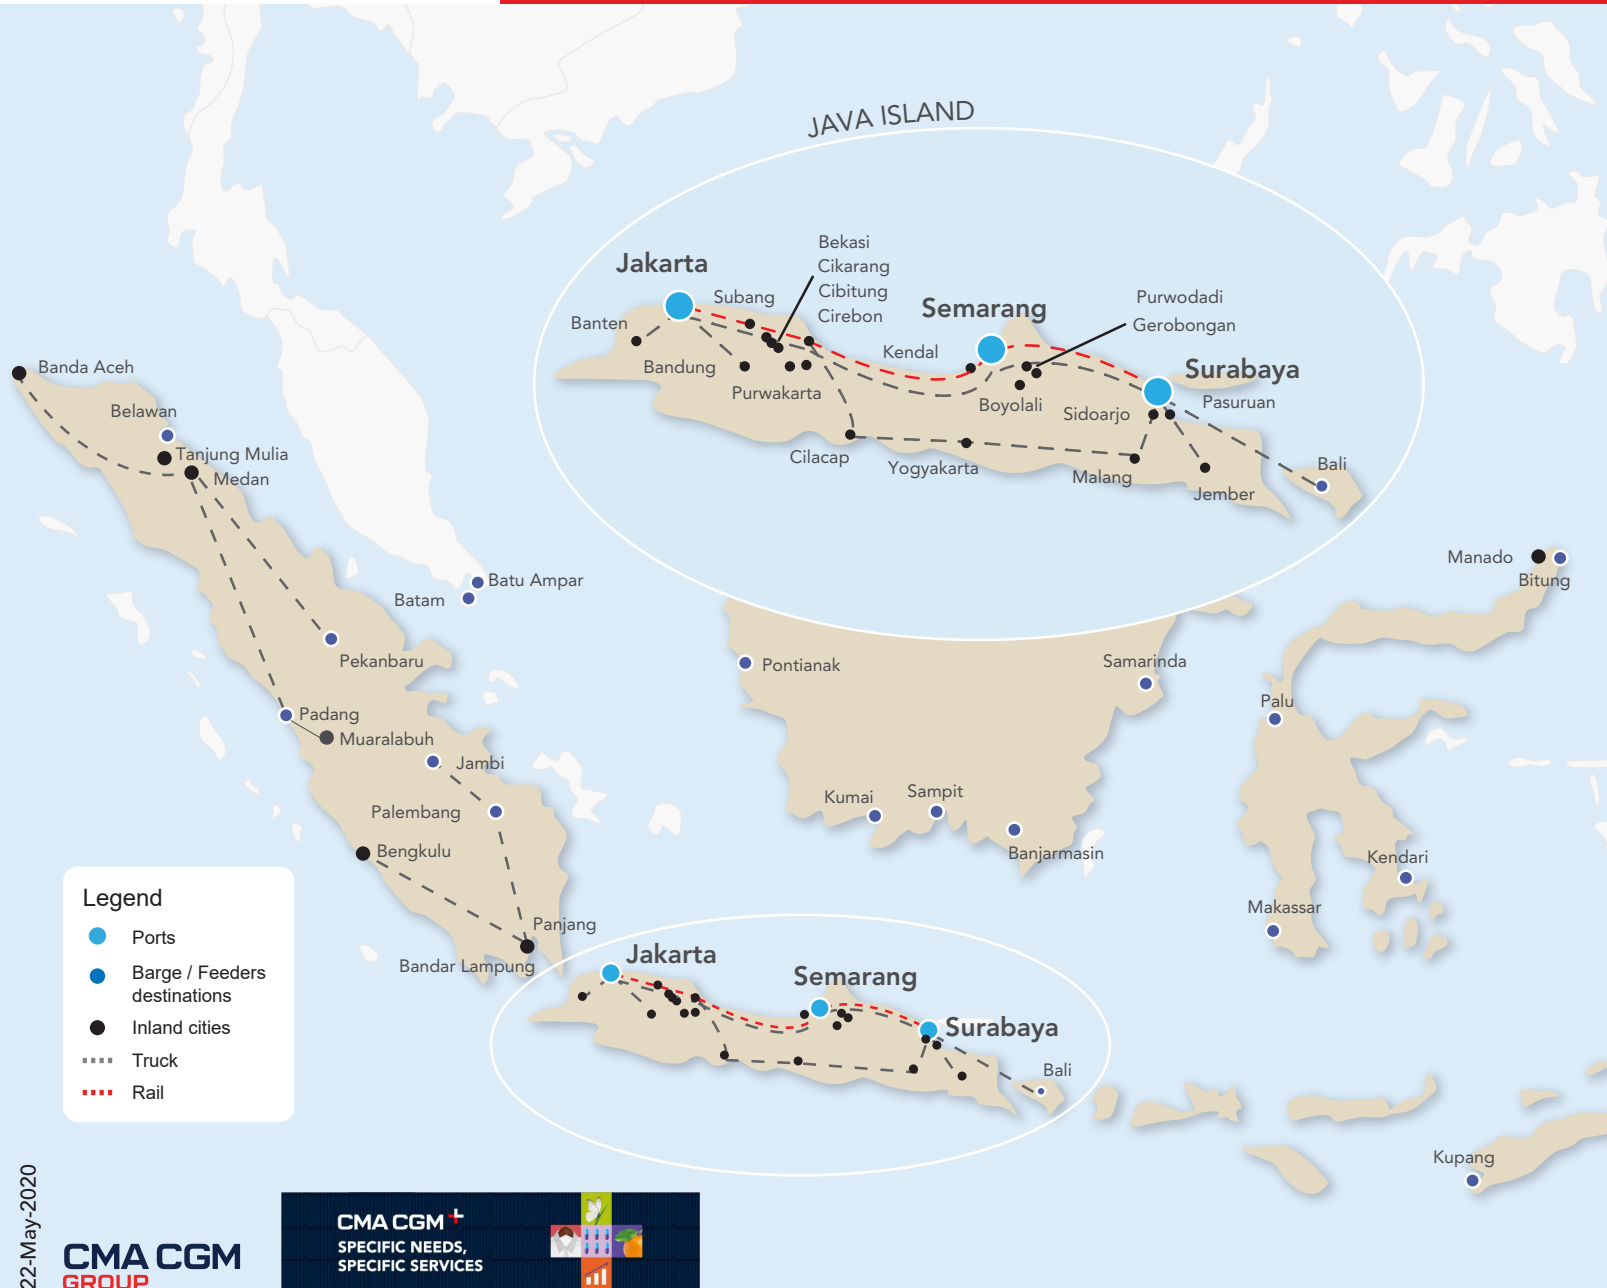 JAVA ISLAND
Bekasi
Cikarang
Cibitung
Cirebon
Jakarta
Subang
Banten
Bandung
Purwakarta
Semarang
Kendal
Purwodadi
Gerobongan
Surabaya
Pasuruan
Boyolali
Sidoarjo
Cilacap
Yogyakarta
Malang
Jember
Bali
Banda Aceh
Belawan
Tanjung Mulia
Medan
Batu Ampar
Batam
Pekanbaru
Padang
Muaralabuh
Jambi
Palembang
Bengkulu
Panjang
Bandar Lampung
Pontianak
Samarinda
Kumai
Sampit
Banjarmasin
Manado
Bitung
Palu
Kendari
Makassar
Jakarta
Semarang
Surabaya
Bali
Kupang
Legend
Ports
Barge / Feeders
destinations
Inland cities
Truck
Rail
22-May-2020
CMA CGM
GROUP
CMA CGM+
SPECIFIC NEEDS,
SPECIFIC SERVICES